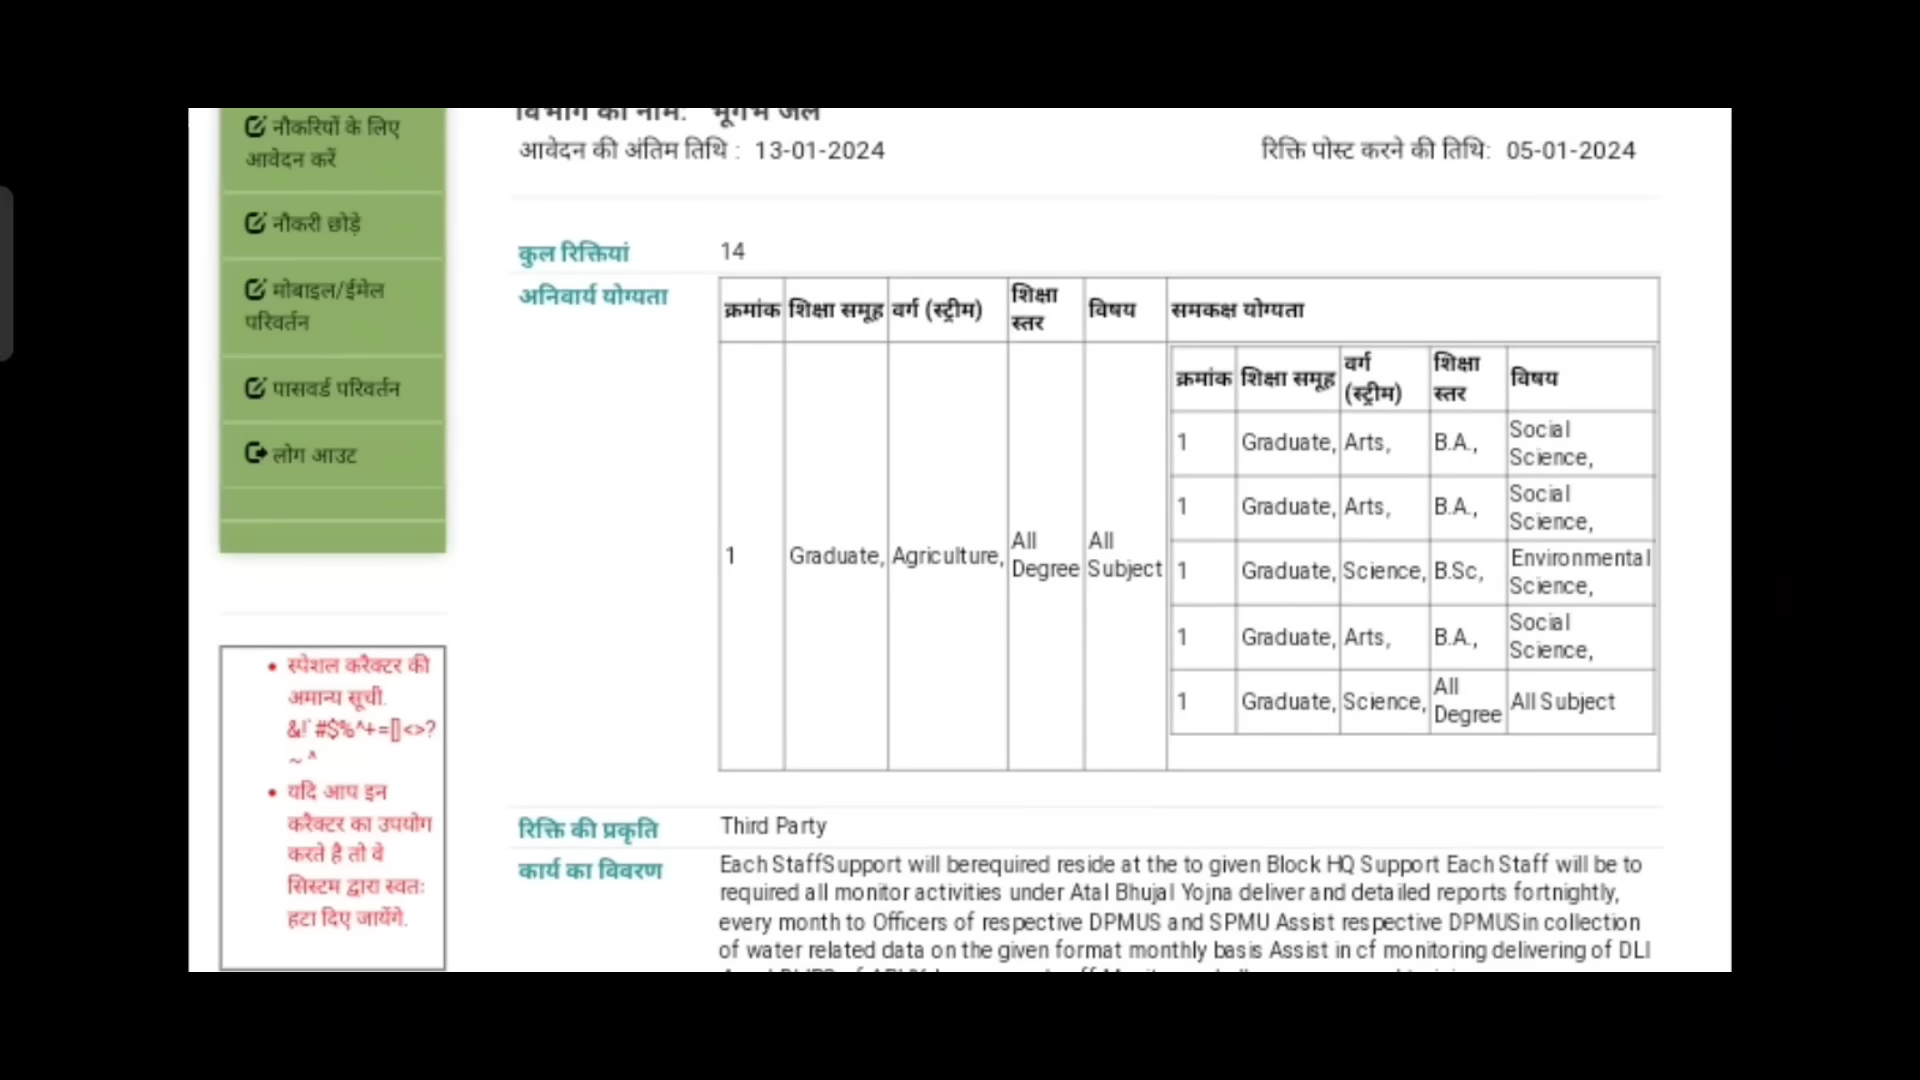 नौकरियों के लिए
आवेदन करें
नौकरी छोड़े
मोबाइल/ईमेल
परिवर्तन
पासवर्ड परिवर्तन
लोग आउट
स्पेशल करैक्टर की
अमान्य सूची.
&!`#$%^+=[]<>?
~ ^
यदि आप इन
करैक्टर का उपयोग
करते है तो वे
सिस्टम द्वारा स्वतः
हटा दिए जायेंगे.
विभाग का नाम: भूगर्भ जल
आवेदन की अंतिम तिथि : 13-01-2024 रिक्ति पोस्ट करने की तिथि: 05-01-2024
कुल रिक्तियां 14
अनिवार्य योग्यता
क्रमांक शिक्षा समूह वर्ग (स्ट्रीम) शिक्षा स्तर विषय समकक्ष योग्यता
1 Graduate, Agriculture, All Degree All Subject
क्रमांक शिक्षा समूह वर्ग (स्ट्रीम) शिक्षा स्तर विषय
1 Graduate, Arts, B.A., Social Science,
1 Graduate, Arts, B.A., Social Science,
1 Graduate, Science, B.Sc, Environmental Science,
1 Graduate, Arts, B.A., Social Science,
1 Graduate, Science, All Degree All Subject
रिक्ति की प्रकृति Third Party
कार्य का विवरण Each StaffSupport will berequired reside at the to given Block HQ Support Each Staff will be to
required all monitor activities under Atal Bhujal Yojna deliver and detailed reports fortnightly,
every month to Officers of respective DPMUS and SPMU Assist respective DPMUSin collection
of water related data on the given format monthly basis Assist in cf monitoring delivering of DLI